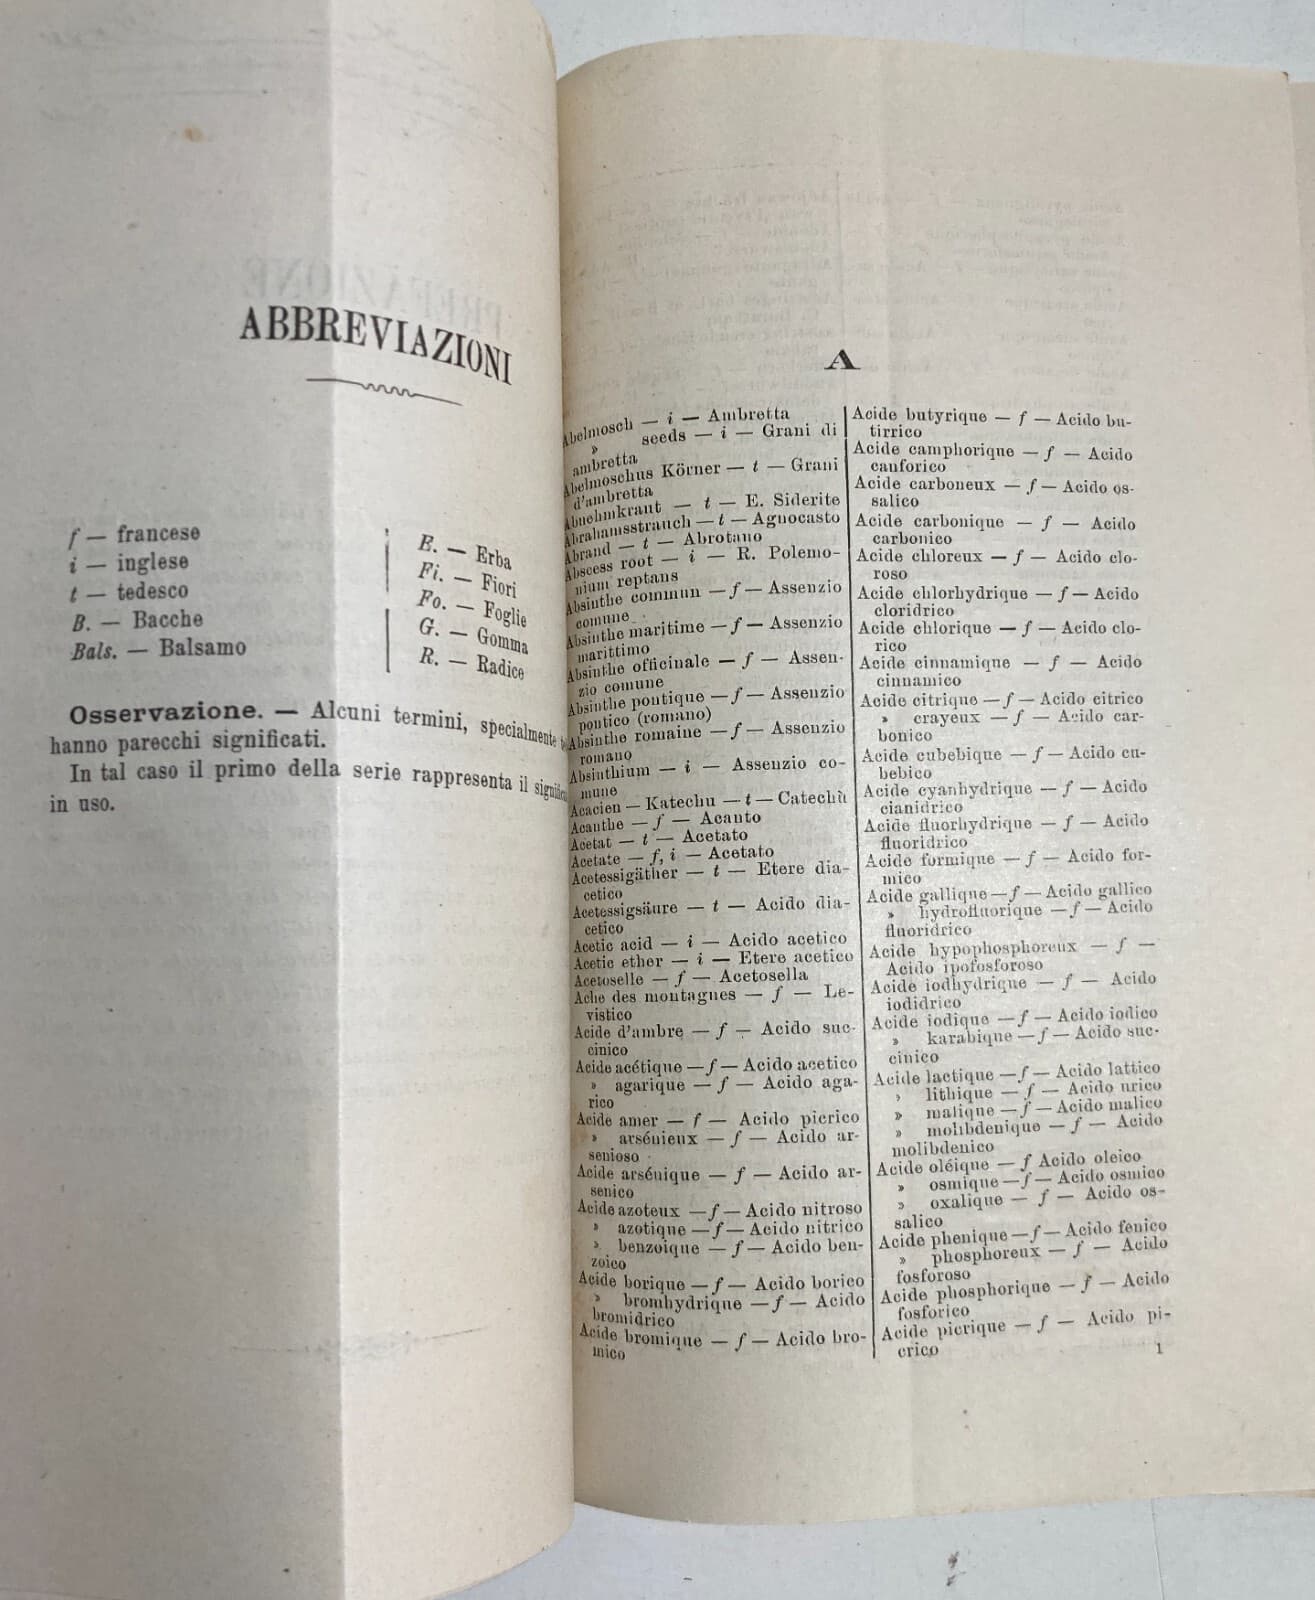 ABBREVIAZIONI
f — francese
i — inglese
t — tedesco
B. — Bacche
Bals. — Balsamo
E. — Erba
Fi. — Fiori
Fo. — Foglie
G. — Gomma
R. — Radice
Osservazione. — Alcuni termini, specialmente
hanno parecchi significati.
In tal caso il primo della serie rappresenta il
in uso.
A
Abelmosch — i — Ambretta
» seeds — i — Grani di
ambretta
Abelmoschus Körner — t — Grani
d'ambretta
Abnehmkraut — t — E. Siderite
Abrahamsstrauch — t — Agnocasto
Abrand — t — Abrotano
Abscess root — i — R. Polemo-
nium reptans
Absinthe commun — f — Assenzio
comune
Absinthe maritime — f — Assenzio
marittimo
Absinthe officinale — f — Assen-
zio comune
Absinthe pontique — f — Assenzio
pontico (romano)
Absinthe romaine — f — Assenzio
romano
Absinthium — i — Assenzio co-
mune
Acacien — Katechu — t — Catechù
Acanthe — f — Acanto
Acetat — t — Acetato
Acetate — f, i — Acetato
Acetessigäther — t — Etere dia-
cetico
Acetessigsäure — t — Acido dia-
cetico
Acetic acid — i — Acido acetico
Acetic ether — i — Etere acetico
Acetoselle — f — Acetosella
Ache des montagnes — f — Le-
vistico
Acide d'ambre — f — Acido suc-
cinico
Acide acétique — f — Acido acetico
» agarique — f — Acido aga-
rico
Acide amer — f — Acido picrico
» arsénieux — f — Acido ar-
senioso
Acide arsénique — f — Acido ar-
senico
Acide azoteux — f — Acido nitroso
» azotique — f — Acido nitrico
» benzoique — f — Acido ben-
zoico
Acide borique — f — Acido borico
» bromhydrique — f — Acido
bromidrico
Acide bromique — f — Acido bro-
mico
Acide butyrique — f — Acido bu-
tirrico
Acide camphorique — f — Acido
canforico
Acide carboneux — f — Acido os-
salico
Acide carbonique — f — Acido
carbonico
Acide chloreux — f — Acido clo-
roso
Acide chlorhydrique — f — Acido
cloridrico
Acide chlorique — f — Acido clo-
rico
Acide cinnamique — f — Acido
cinnamico
Acide citrique — f — Acido citrico
» crayeux — f — Acido car-
bonico
Acide cubebique — f — Acido cu-
bebico
Acide cyanhydrique — f — Acido
cianidrico
Acide fluorhydrique — f — Acido
fluoridrico
Acide formique — f — Acido for-
mico
Acide gallique — f — Acido gallico
» hydrofluorique — f — Acido
fluoridrico
Acide hypophosphoreux — f —
Acido ipofosforoso
Acide iodhydrique — f — Acido
iodidrico
Acide iodique — f — Acido iodico
» karabique — f — Acido suc-
cinico
Acide lactique — f — Acido lattico
» lithique — f — Acido urico
» malique — f — Acido malico
» molibdenique — f — Acido
molibdenico
Acide oléique — f Acido oleico
» osmique — f — Acido osmico
» oxalique — f — Acido os-
salico
Acide phenique — f — Acido fenico
» phosphoreux — f — Acido
fosforoso
Acide phosphorique — f — Acido
fosforico
Acide picrique — f — Acido pi-
crico
1